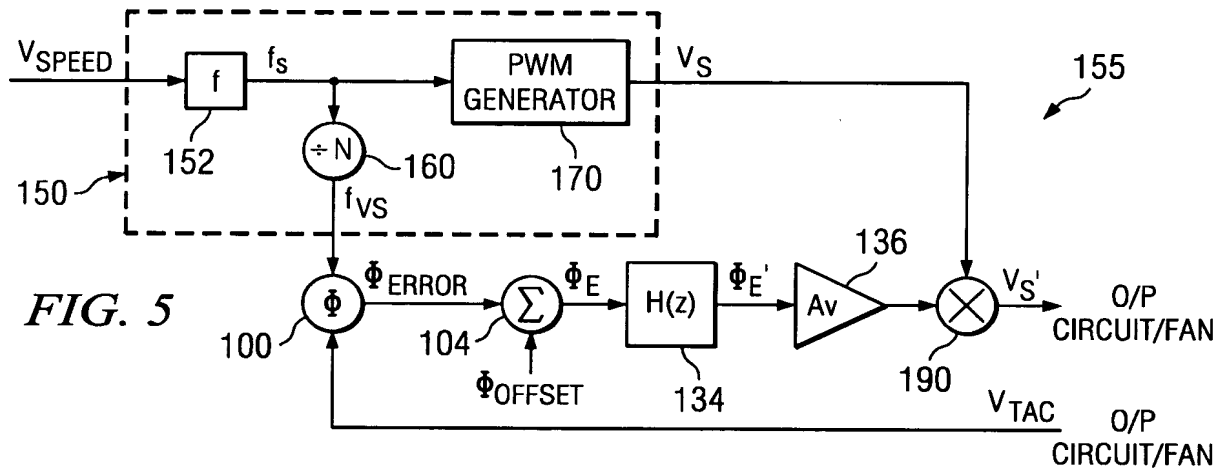 V_SPEED
f
152
f_s
PWM
GENERATOR
170
V_S
155
÷ N
160
150
f_VS
FIG. 5
Φ
100
Φ_ERROR
Σ
104
Φ_OFFSET
Φ_E
H(z)
134
Φ_E'
Av
136
×
190
V_S'
O/P
CIRCUIT/FAN
V_TAC
O/P
CIRCUIT/FAN